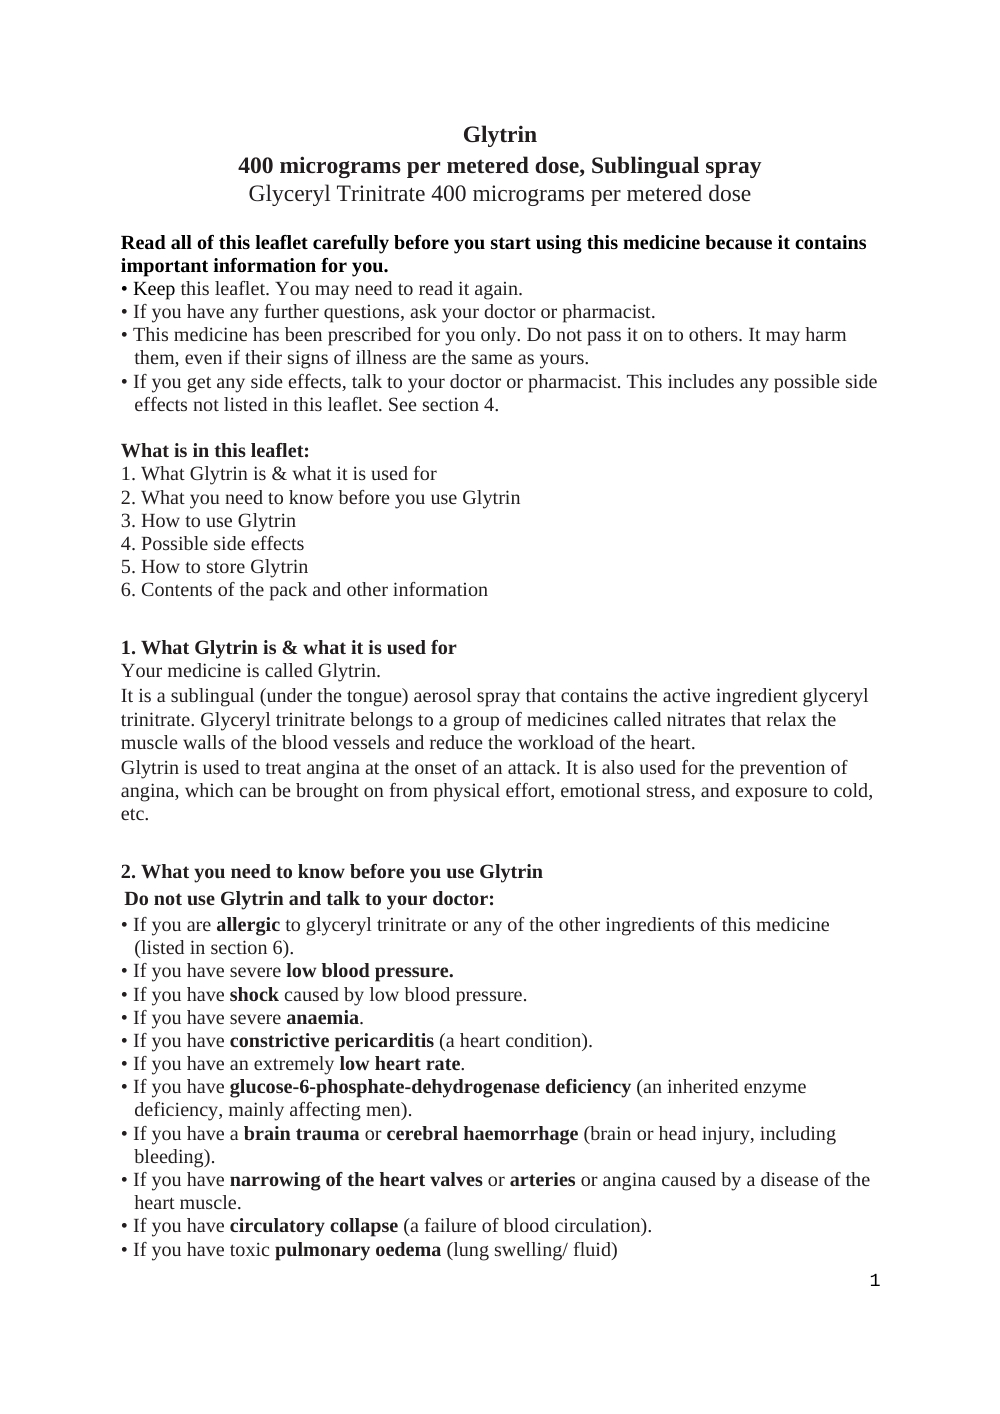 Glytrin
400 micrograms per metered dose, Sublingual spray
Glyceryl Trinitrate 400 micrograms per metered dose
Read all of this leaflet carefully before you start using this medicine because it contains
important information for you.
• Keep this leaflet. You may need to read it again.
• If you have any further questions, ask your doctor or pharmacist.
• This medicine has been prescribed for you only. Do not pass it on to others. It may harm
them, even if their signs of illness are the same as yours.
• If you get any side effects, talk to your doctor or pharmacist. This includes any possible side
effects not listed in this leaflet. See section 4.
What is in this leaflet:
1. What Glytrin is & what it is used for
2. What you need to know before you use Glytrin
3. How to use Glytrin
4. Possible side effects
5. How to store Glytrin
6. Contents of the pack and other information
1. What Glytrin is & what it is used for
Your medicine is called Glytrin.
It is a sublingual (under the tongue) aerosol spray that contains the active ingredient glyceryl
trinitrate. Glyceryl trinitrate belongs to a group of medicines called nitrates that relax the
muscle walls of the blood vessels and reduce the workload of the heart.
Glytrin is used to treat angina at the onset of an attack. It is also used for the prevention of
angina, which can be brought on from physical effort, emotional stress, and exposure to cold,
etc.
2. What you need to know before you use Glytrin
Do not use Glytrin and talk to your doctor:
• If you are allergic to glyceryl trinitrate or any of the other ingredients of this medicine
(listed in section 6).
• If you have severe low blood pressure.
• If you have shock caused by low blood pressure.
• If you have severe anaemia.
• If you have constrictive pericarditis (a heart condition).
• If you have an extremely low heart rate.
• If you have glucose-6-phosphate-dehydrogenase deficiency (an inherited enzyme
deficiency, mainly affecting men).
• If you have a brain trauma or cerebral haemorrhage (brain or head injury, including
bleeding).
• If you have narrowing of the heart valves or arteries or angina caused by a disease of the
heart muscle.
• If you have circulatory collapse (a failure of blood circulation).
• If you have toxic pulmonary oedema (lung swelling/ fluid)
1